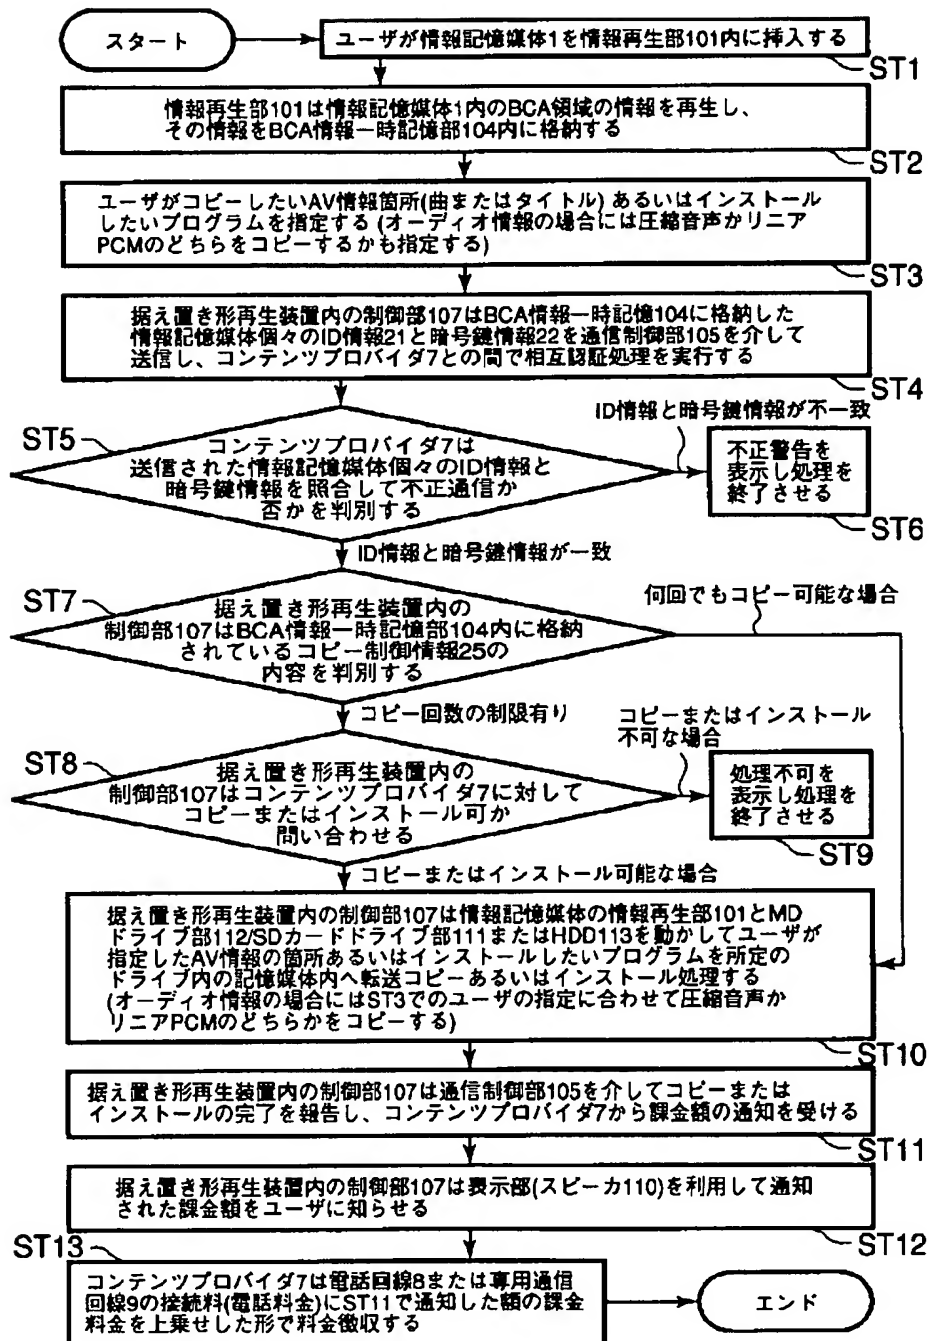 スタート
ユーザが情報記憶媒体1を情報再生部101内に挿入する
ST1
情報再生部101は情報記憶媒体1内のBCA領域の情報を再生し、
その情報をBCA情報一時記憶部104内に格納する
ST2
ユーザがコピーしたいAV情報箇所(曲またはタイトル) あるいはインストール
したいプログラムを指定する (オーディオ情報の場合には圧縮音声かリニア
PCMのどちらをコピーするかも指定する)
ST3
据え置き形再生装置内の制御部107はBCA情報一時記憶104に格納した
情報記憶媒体個々のID情報21と暗号鍵情報22を通信制御部105を介して
送信し、コンテンツプロバイダ7との間で相互認証処理を実行する
ST4
ID情報と暗号鍵情報が不一致
ST5
コンテンツプロバイダ7は
送信された情報記憶媒体個々のID情報と
暗号鍵情報を照合して不正通信か
否かを判別する
不正警告を
表示し処理を
終了させる
ST6
ID情報と暗号鍵情報が一致
ST7
据え置き形再生装置内の
制御部107はBCA情報一時記憶部104内に格納
されているコピー制御情報25の
内容を判別する
何回でもコピー可能な場合
コピー回数の制限有り
コピーまたはインストール
不可な場合
ST8
据え置き形再生装置内の
制御部107はコンテンツプロバイダ7に対して
コピーまたはインストール可か
問い合わせる
処理不可を
表示し処理を
終了させる
ST9
コピーまたはインストール可能な場合
据え置き形再生装置内の制御部107は情報記憶媒体の情報再生部101とMD
ドライブ部112/SDカードドライブ部111またはHDD113を動かしてユーザが
指定したAV情報の箇所あるいはインストールしたいプログラムを所定の
ドライブ内の記憶媒体内へ転送コピーあるいはインストール処理する
(オーディオ情報の場合にはST3でのユーザの指定に合わせて圧縮音声か
リニアPCMのどちらかをコピーする)
ST10
据え置き形再生装置内の制御部107は通信制御部105を介してコピーまたは
インストールの完了を報告し、コンテンツプロバイダ7から課金額の通知を受ける
ST11
据え置き形再生装置内の制御部107は表示部(スピーカ110)を利用して通知
された課金額をユーザに知らせる
ST12
ST13
コンテンツプロバイダ7は電話回線8または専用通信
回線9の接続料(電話料金)にST11で通知した額の課金
料金を上乗せした形で料金徴収する
エンド